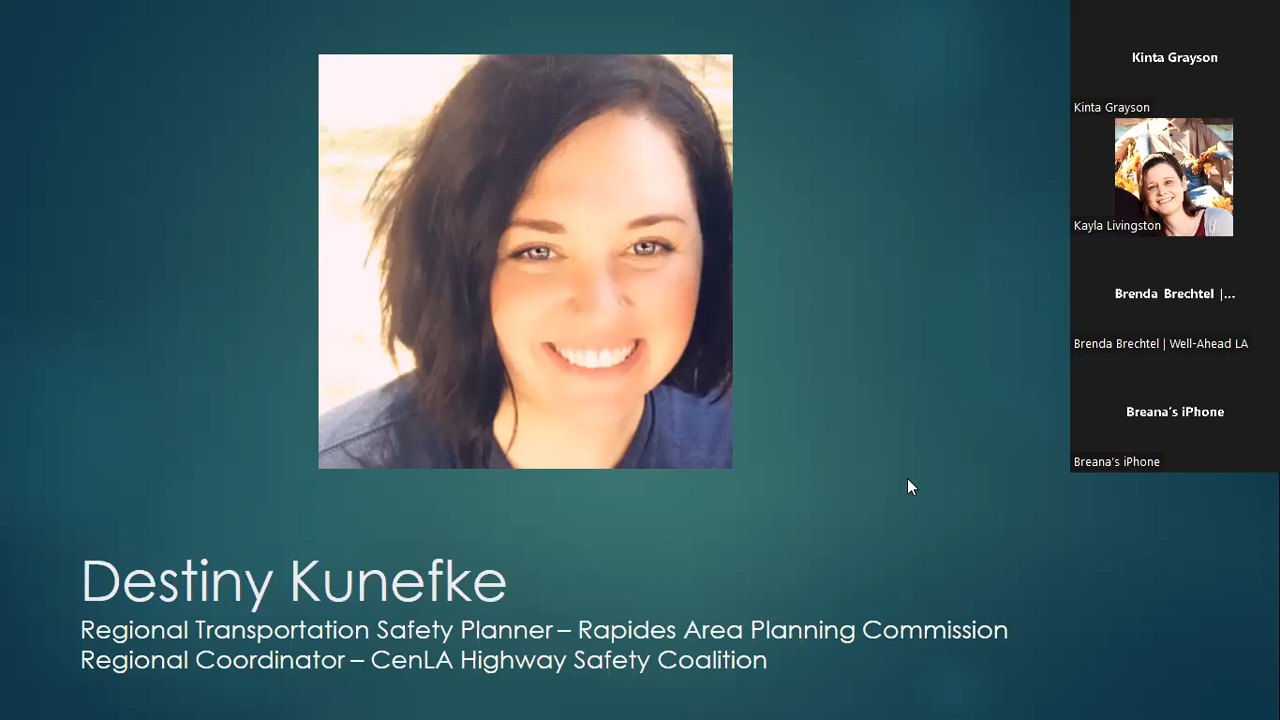 Kinta Grayson
Kinta Grayson
Kayla Livingston
Brenda Brechtel |...
Brenda Brechtel | Well-Ahead LA
Breana's iPhone
Breana's iPhone
Destiny Kunefke
Regional Transportation Safety Planner – Rapides Area Planning Commission
Regional Coordinator – CenLA Highway Safety Coalition